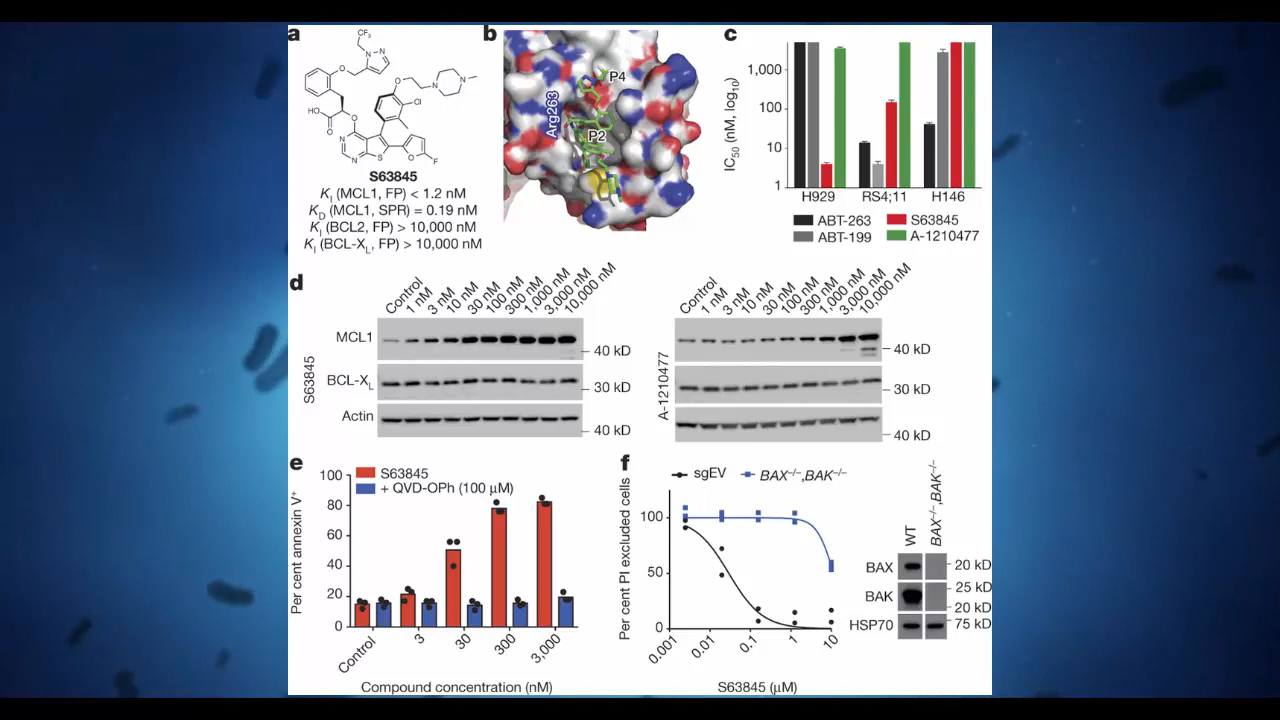 a
CF₃
N
N
O
O
N
N
Cl
HO
O
O
N
N
S
O
F
S63845
Kᵢ (MCL1, FP) < 1.2 nM
K_D (MCL1, SPR) = 0.19 nM
Kᵢ (BCL2, FP) > 10,000 nM
Kᵢ (BCL-X_L, FP) > 10,000 nM
b
P4
Arg263
P2
c
IC₅₀ (nM, log₁₀)
1,000
100
10
1
H929 RS4;11 H146
ABT-263 S63845
ABT-199 A-1210477
d
Control 1 nM 3 nM 10 nM 30 nM 100 nM 300 nM 1,000 nM 3,000 nM 10,000 nM
S63845
MCL1
40 kD
BCL-X_L
30 kD
Actin
40 kD
Control 1 nM 3 nM 10 nM 30 nM 100 nM 300 nM 1,000 nM 3,000 nM 10,000 nM
A-1210477
40 kD
30 kD
40 kD
e
Per cent annexin V⁺
S63845
+ QVD-OPh (100 μM)
100
80
60
40
20
0
Control 3 30 300 3,000
Compound concentration (nM)
f
sgEV BAX⁻/⁻,BAK⁻/⁻
Per cent PI excluded cells
100
50
0
0.001 0.01 0.1 1 10
S63845 (μM)
WT BAX⁻/⁻,BAK⁻/⁻
BAX 20 kD
BAK 25 kD
20 kD
HSP70 75 kD